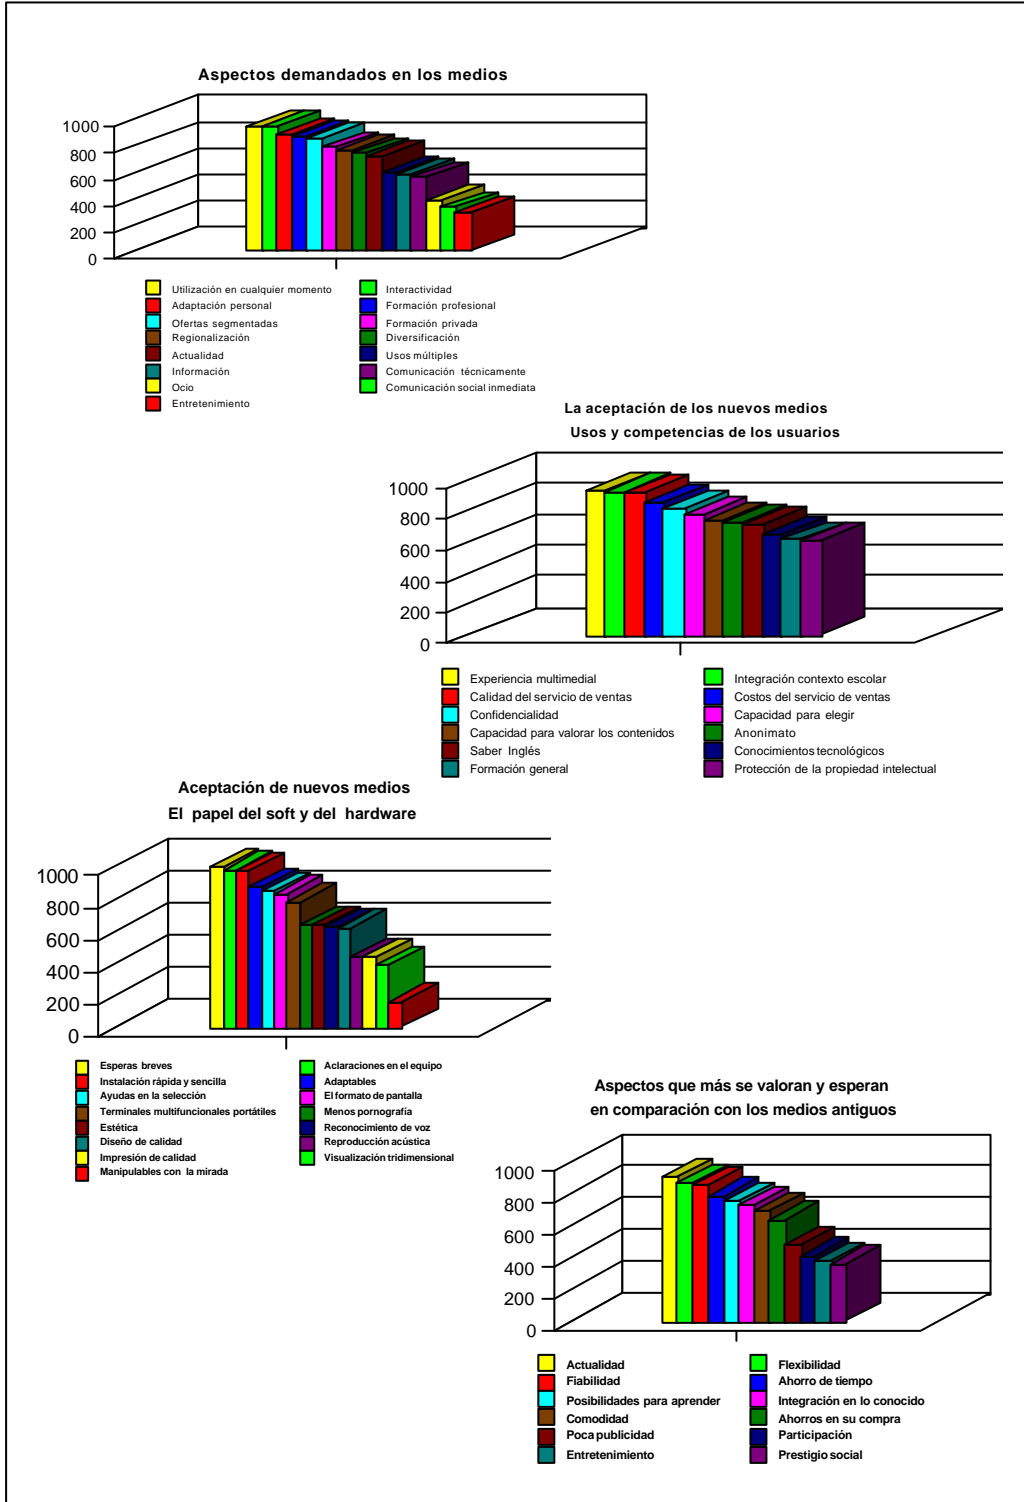 Aspectos demandados en los medios
1000
800
600
400
200
0
Utilización en cualquier momento
Interactividad
Adaptación personal
Formación profesional
Ofertas segmentadas
Formación privada
Regionalización
Diversificación
Actualidad
Usos múltiples
Información
Comunicación técnicamente
Ocio
Comunicación social inmediata
Entretenimiento
La aceptación de los nuevos medios
Usos y competencias de los usuarios
1000
800
600
400
200
0
Experiencia multimedial
Integración contexto escolar
Calidad del servicio de ventas
Costos del servicio de ventas
Confidencialidad
Capacidad para elegir
Capacidad para valorar los contenidos
Anonimato
Saber Inglés
Conocimientos tecnológicos
Formación general
Protección de la propiedad intelectual
Aceptación de nuevos medios
El papel del soft y del hardware
1000
800
600
400
200
0
Esperas breves
Aclaraciones en el equipo
Instalación rápida y sencilla
Adaptables
Ayudas en la selección
El formato de pantalla
Terminales multifuncionales portátiles
Menos pornografía
Estética
Reconocimiento de voz
Diseño de calidad
Reproducción acústica
Impresión de calidad
Visualización tridimensional
Manipulables con la mirada
Aspectos que más se valoran y esperan
en comparación con los medios antiguos
1000
800
600
400
200
0
Actualidad
Flexibilidad
Fiabilidad
Ahorro de tiempo
Posibilidades para aprender
Integración en lo conocido
Comodidad
Ahorros en su compra
Poca publicidad
Participación
Entretenimiento
Prestigio social